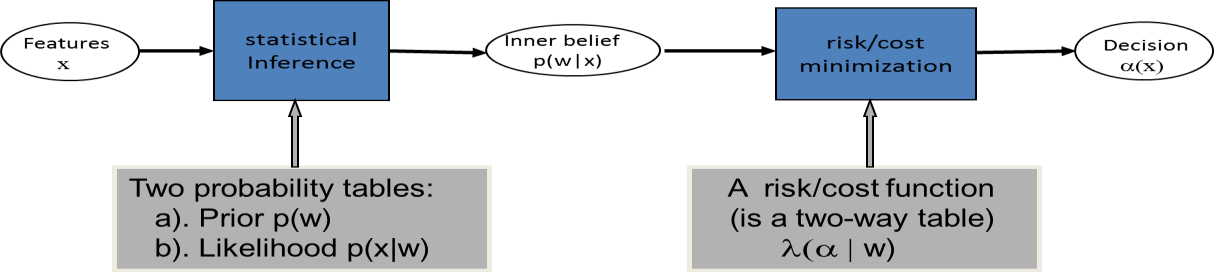 Features
x
statistical
Inference
Inner belief
p(w|x)
risk/cost
minimization
Decision
α(x)
Two probability tables:
a). Prior p(w)
b). Likelihood p(x|w)
A risk/cost function
(is a two-way table)
λ(α | w)